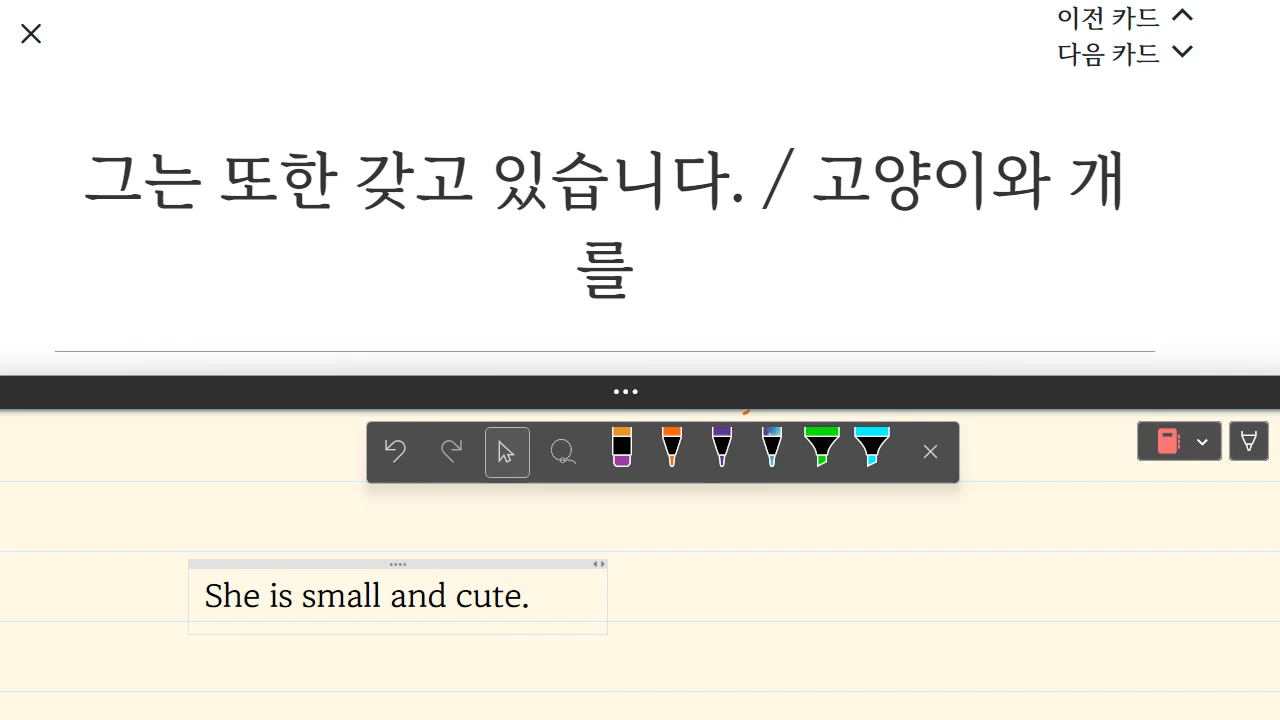 이전 카드
다음 카드
그는 또한 갖고 있습니다. / 고양이와 개
를
She is small and cute.